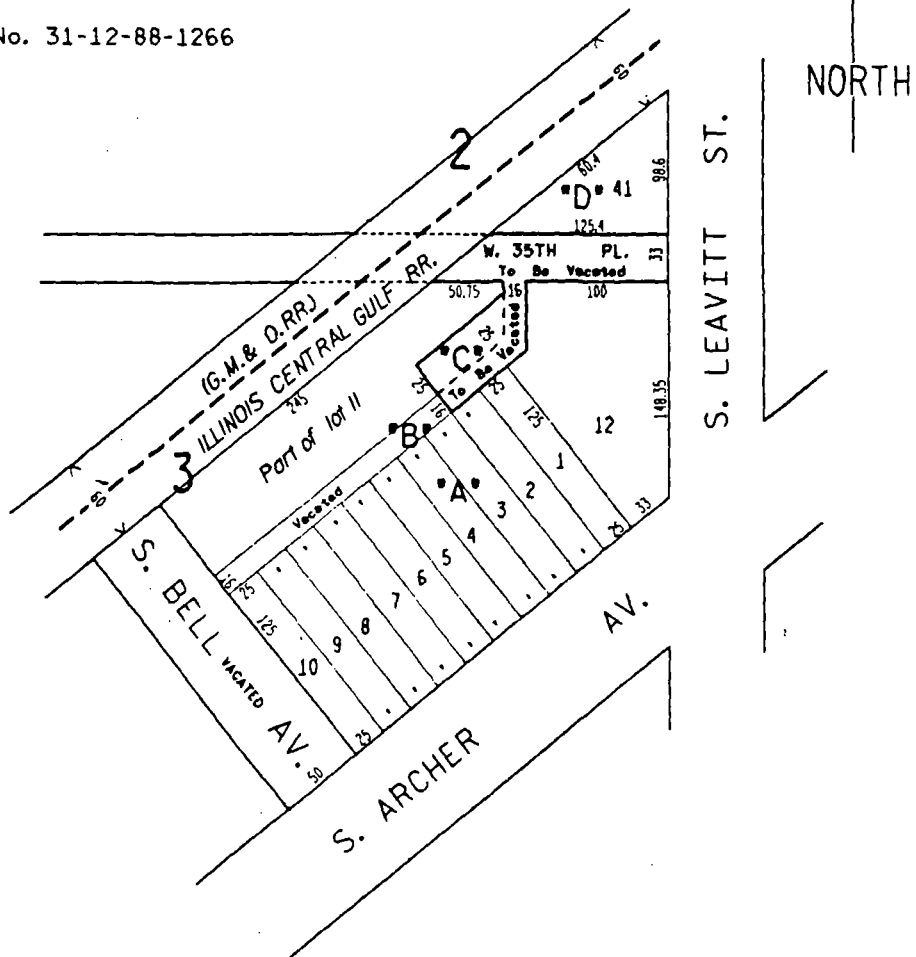 No. 31-12-88-1266
NORTH
60
2
60.4
98.6
"D" 41
125.4
S. LEAVITT ST.
W. 35TH PL.
33
To Be Vacated
50.75
16
100
(G.M.& O.RR.)
ILLINOIS CENTRAL GULF RR.
"C"
To Be Vacated
25
25
16
125
148.35
245
Part of lot 11
"B"
12
3
60
"A"
1
2
3
4
5
6
7
8
9
10
Vacated
33
25
16
25
125
S. BELL VACATED AV.
50
25
S. ARCHER AV.